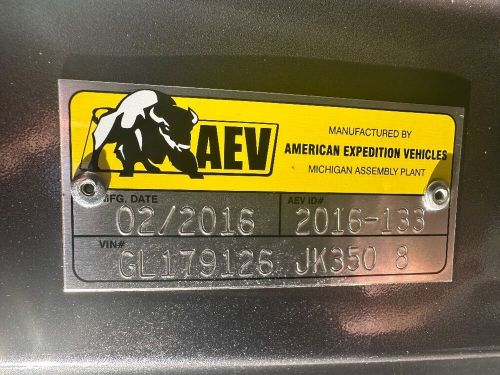 AEV
MANUFACTURED BY
AMERICAN EXPEDITION VEHICLES
MICHIGAN ASSEMBLY PLANT
MFG. DATE AEV ID#
02/2016 2016-133
VIN#
GL179126 JK350 8